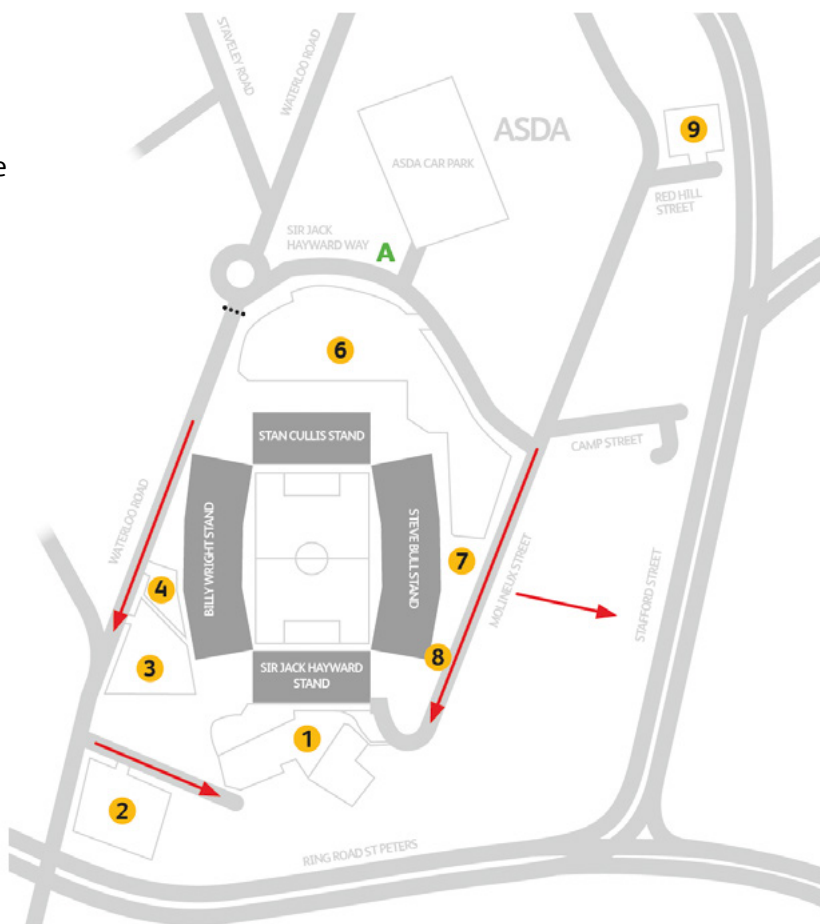 STAVELEY ROAD
WATERLOO ROAD
e
ASDA
9
ASDA CAR PARK
RED HILL
STREET
SIR JACK
HAYWARD WAY
A
6
STAN CULLIS STAND
CAMP STREET
WATERLOO ROAD
BILLY WRIGHT STAND
STEVE BULL STAND
7
MOLINEUX STREET
STAFFORD STREET
4
3
8
SIR JACK HAYWARD
STAND
1
2
RING ROAD ST PETERS